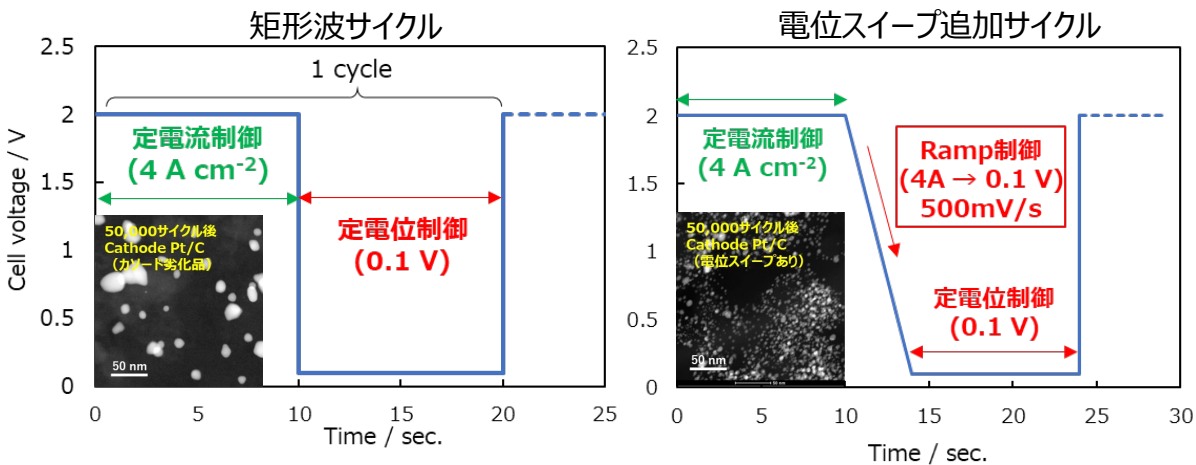 矩形波サイクル
2.5
2
1.5
1
0.5
0
Cell voltage / V
1 cycle
定電流制御
(4 A cm-2)
定電位制御
(0.1 V)
50,000サイクル後
Cathode Pt/C
(カソード劣化品)
50 nm
0
5
10
15
20
25
Time / sec.
電位スイープ追加サイクル
2.5
2
1.5
1
0.5
0
定電流制御
(4 A cm-2)
Ramp制御
(4A → 0.1 V)
500mV/s
定電位制御
(0.1 V)
50,000サイクル後
Cathode Pt/C
(電位スイープあり)
50 nm
0
5
10
15
20
25
30
Time / sec.